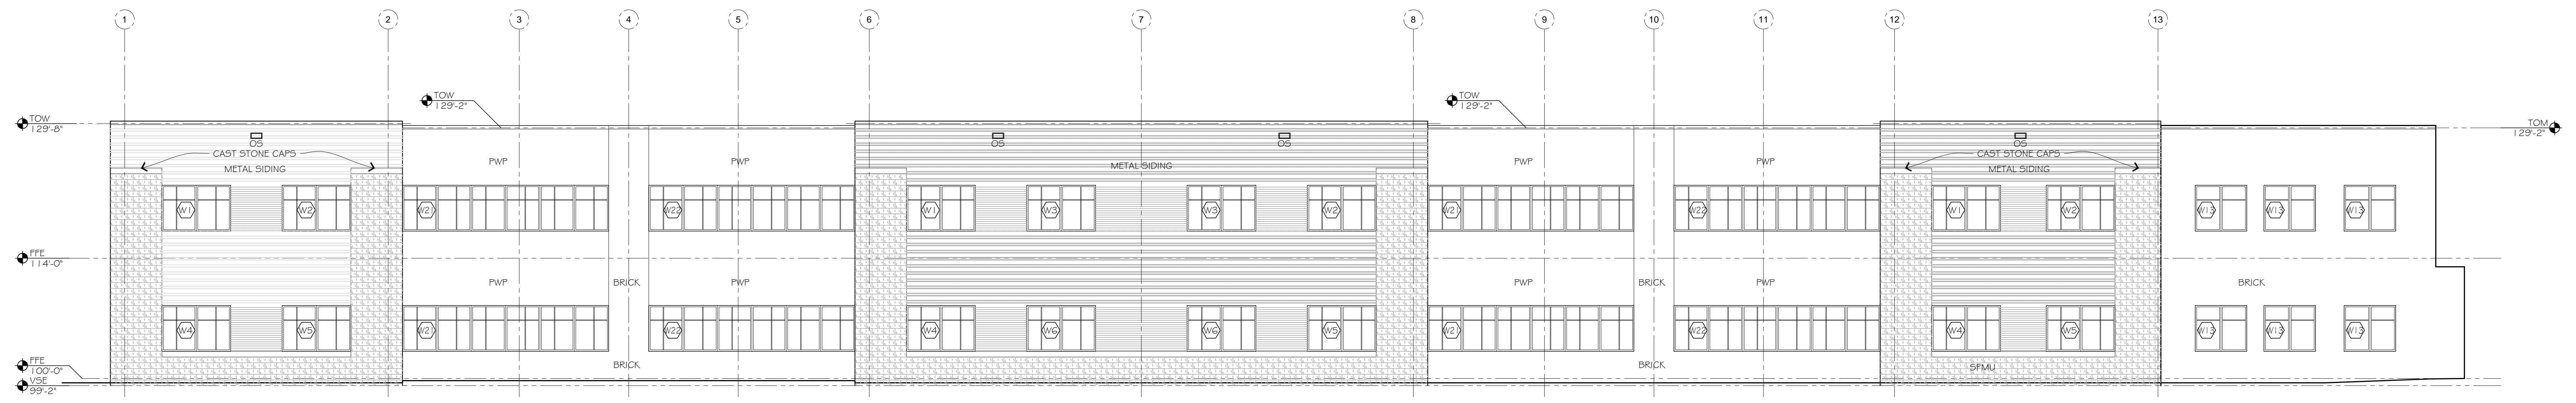 1 2 3 4 5 6 7 8 9 10 11 12 13
TOW
129'-2"
TOW
129'-2"
TOW
129'-8"
TOM
129'-2"
OS OS OS OS
CAST STONE CAPS CAST STONE CAPS
PWP PWP PWP PWP
METAL SIDING METAL SIDING METAL SIDING
W1 W2 W21 W22 W1 W3 W3 W2 W21 W22 W1 W2 W13 W13 W13
FFE
114'-0"
PWP BRICK PWP PWP BRICK PWP BRICK
W4 W5 W21 W22 W4 W6 W6 W5 W21 W22 W4 W5 W13 W13 W13
FFE
100'-0"
BRICK BRICK SFMU
VSE
99'-2"